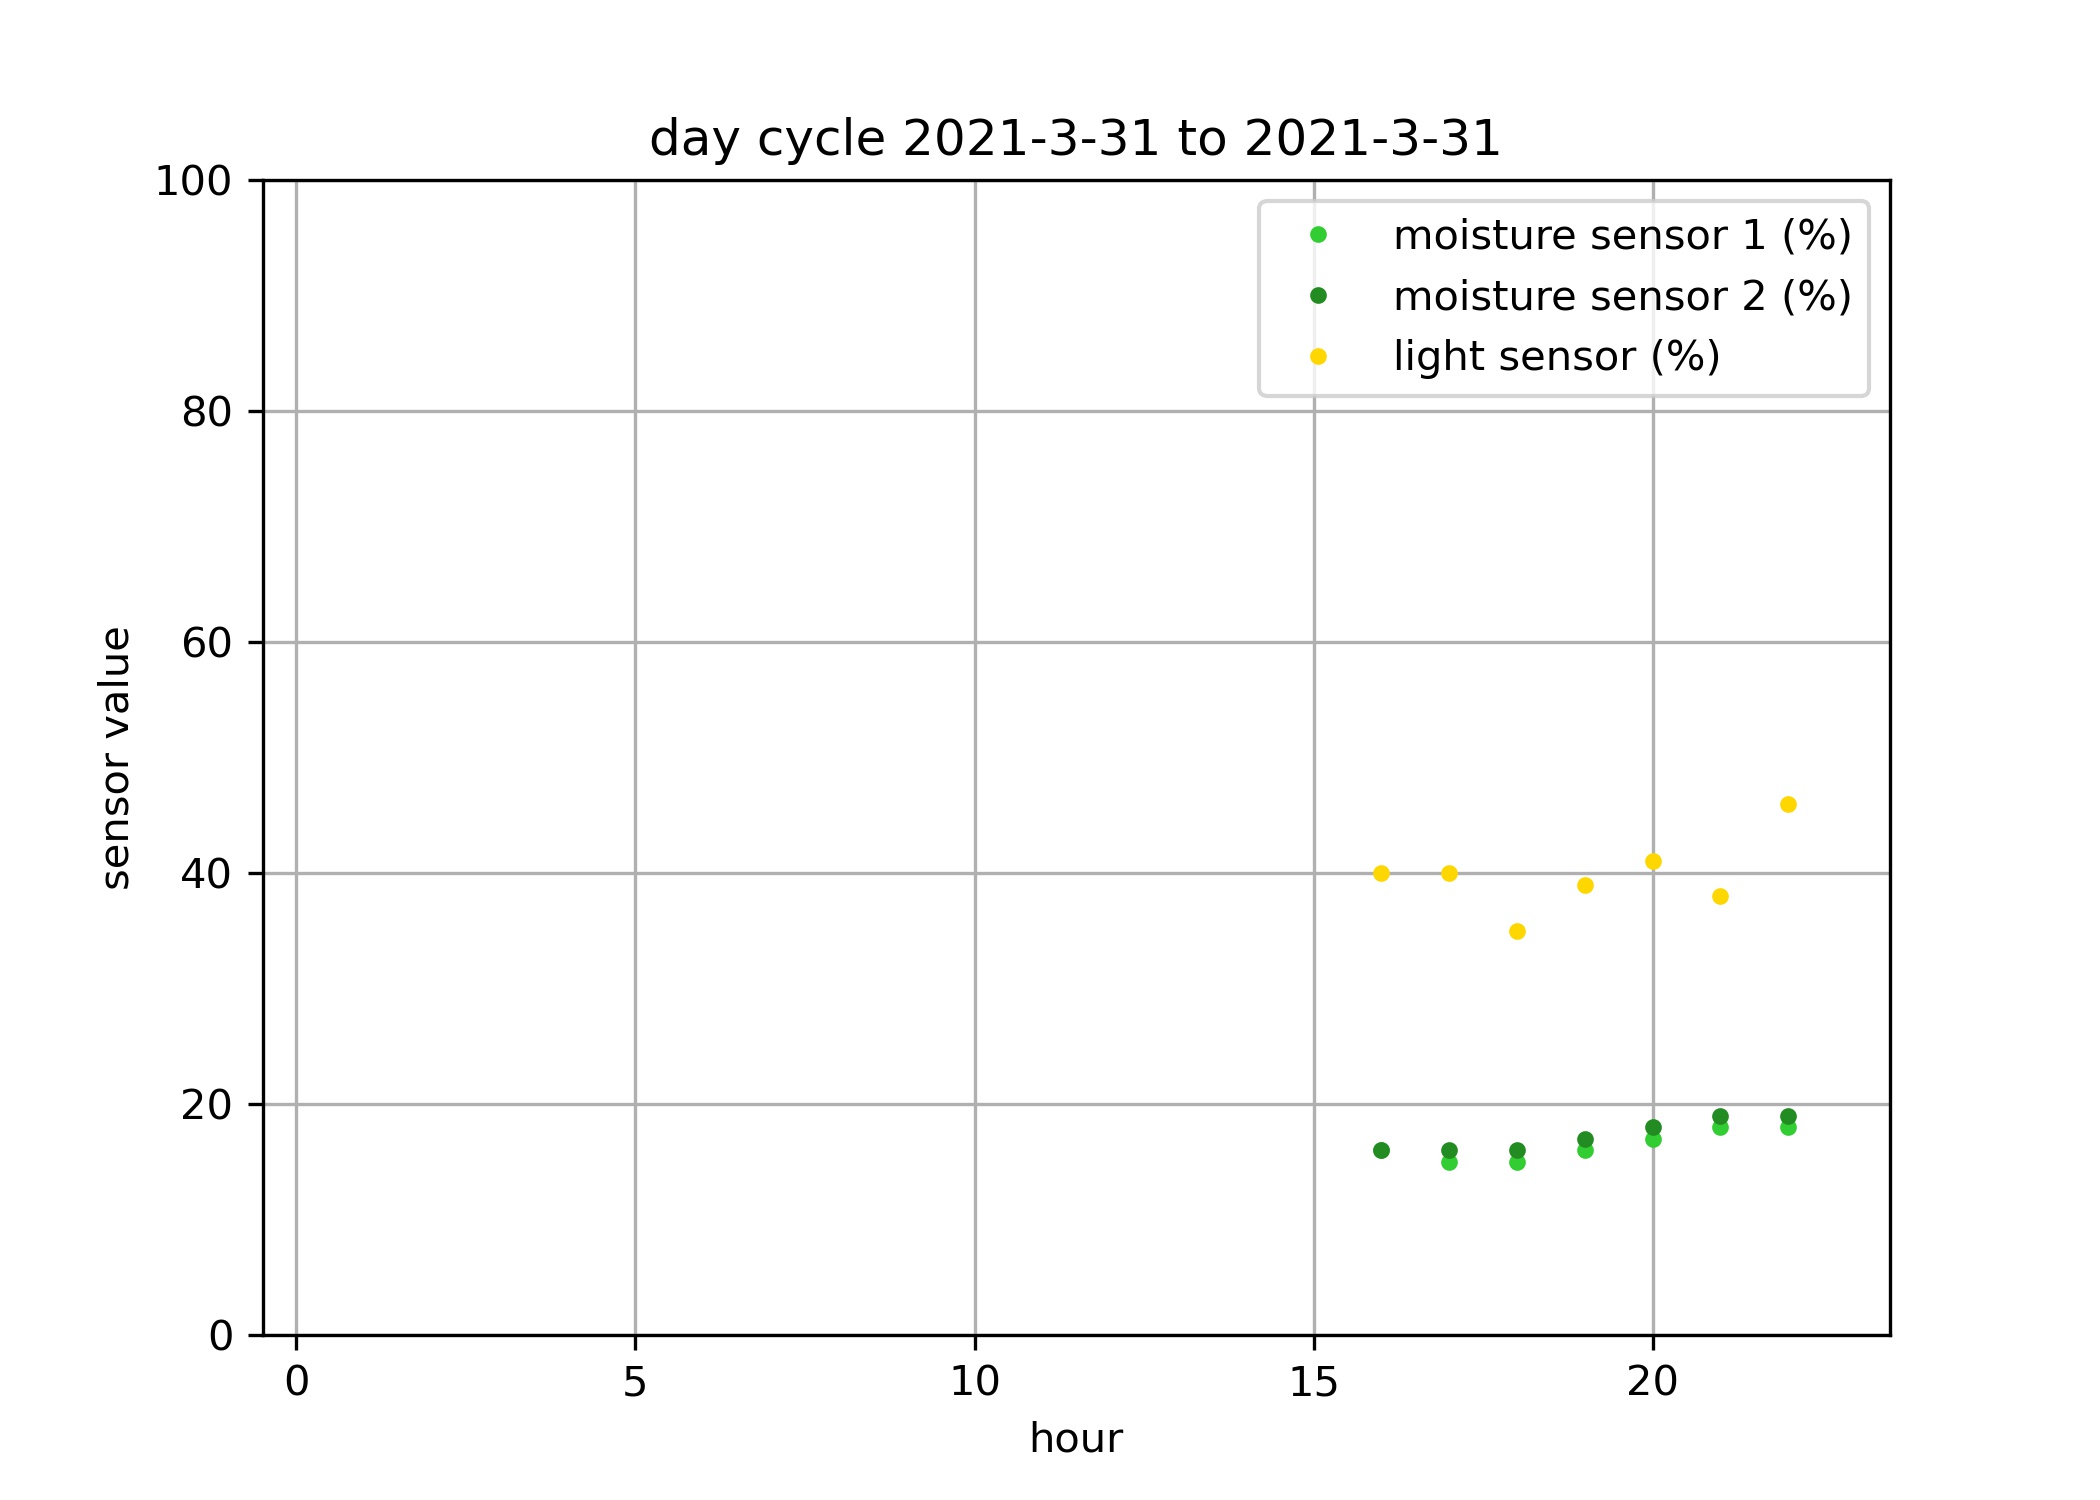 day cycle 2021-3-31 to 2021-3-31
100
80
60
40
20
0
sensor value
moisture sensor 1 (%)
moisture sensor 2 (%)
light sensor (%)
0 5 10 15 20
hour